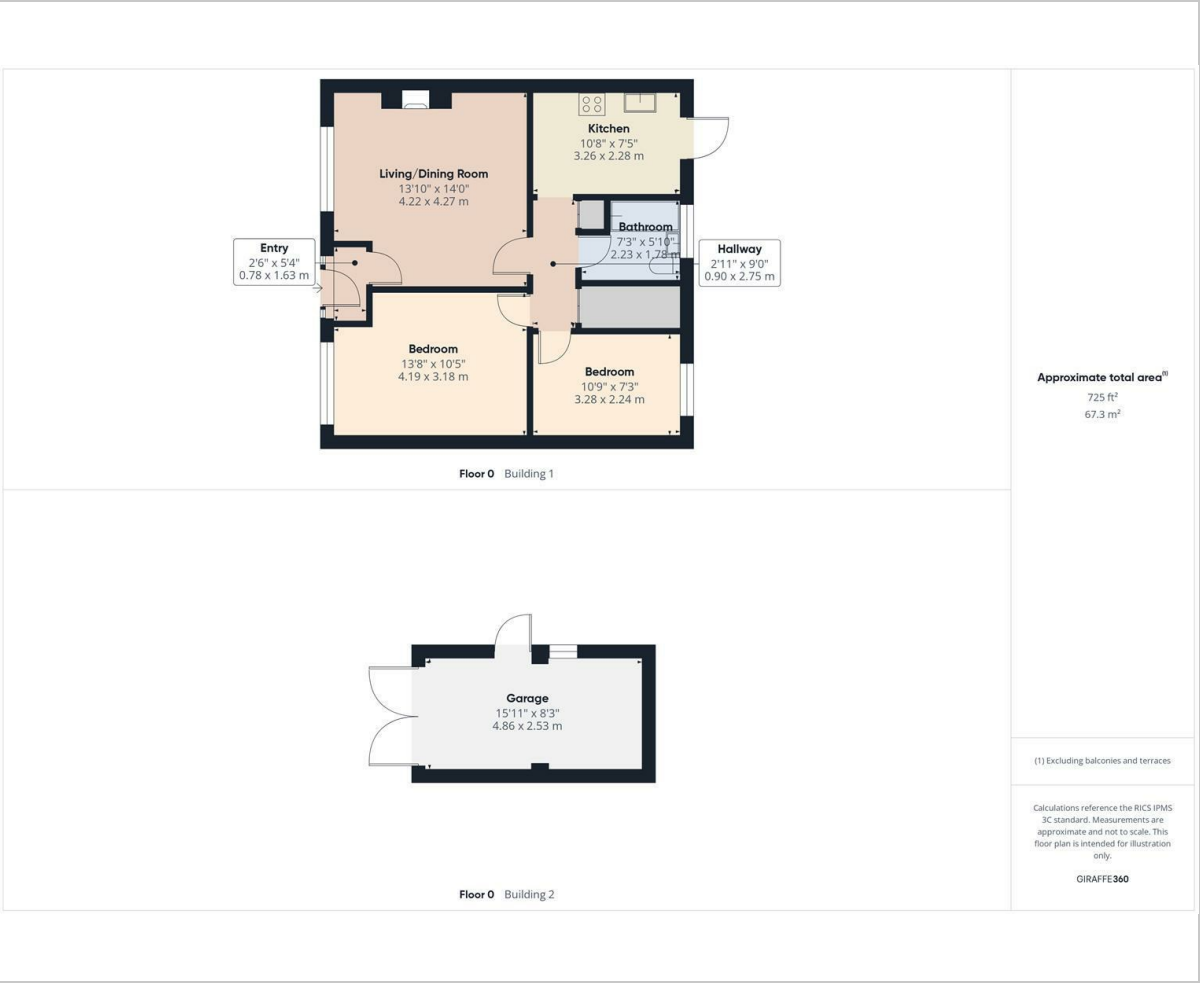 Living/Dining Room
13'10" x 14'0"
4.22 x 4.27 m
Kitchen
10'8" x 7'5"
3.26 x 2.28 m
Entry
2'6" x 5'4"
0.78 x 1.63 m
Bathroom
7'3" x 5'10"
2.23 x 1.78 m
Hallway
2'11" x 9'0"
0.90 x 2.75 m
Bedroom
13'8" x 10'5"
4.19 x 3.18 m
Bedroom
10'9" x 7'3"
3.28 x 2.24 m
Floor 0 Building 1
Garage
15'11" x 8'3"
4.86 x 2.53 m
Floor 0 Building 2
Approximate total area(1)
725 ft²
67.3 m²
(1) Excluding balconies and terraces
Calculations reference the RICS IPMS
3C standard. Measurements are
approximate and not to scale. This
floor plan is intended for illustration
only.
GIRAFFE360